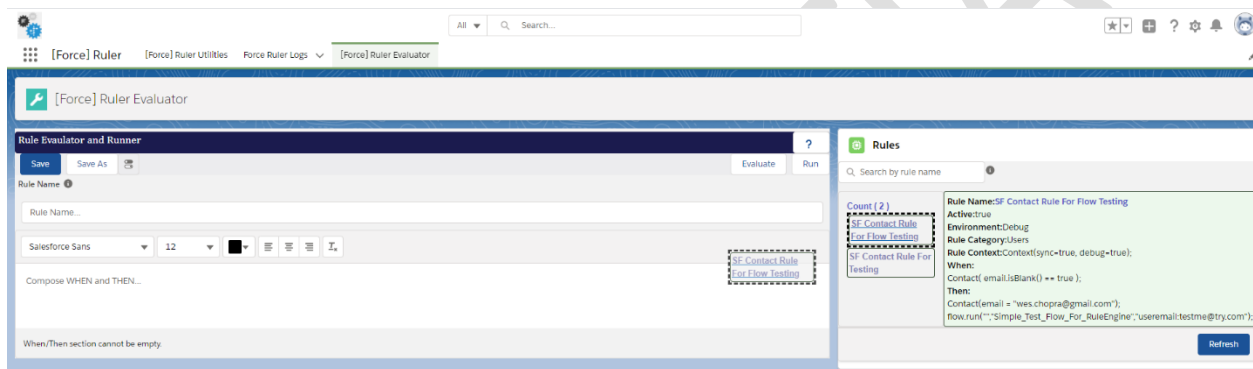 All
Search...
[Force] Ruler
[Force] Ruler Utilities
Force Ruler Logs
[Force] Ruler Evaluator
[Force] Ruler Evaluator
Rule Evaulator and Runner
?
Save
Save As
Evaluate
Run
Rule Name
Rule Name...
Salesforce Sans
12
Compose WHEN and THEN...
SF Contact Rule
For Flow Testing
When/Then section cannot be empty.
Rules
Search by rule name
Count ( 2 )
SF Contact Rule
For Flow Testing
SF Contact Rule For
Testing
Rule Name:SF Contact Rule For Flow Testing
Active:true
Environment:Debug
Rule Category:Users
Rule Context:Context(sync=true, debug=true);
When:
Contact( email.isBlank() == true );
Then:
Contact(email = "wes.chopra@gmail.com");
flow.run("","Simple_Test_Flow_For_RuleEngine","useremail:testme@try.com");
Refresh